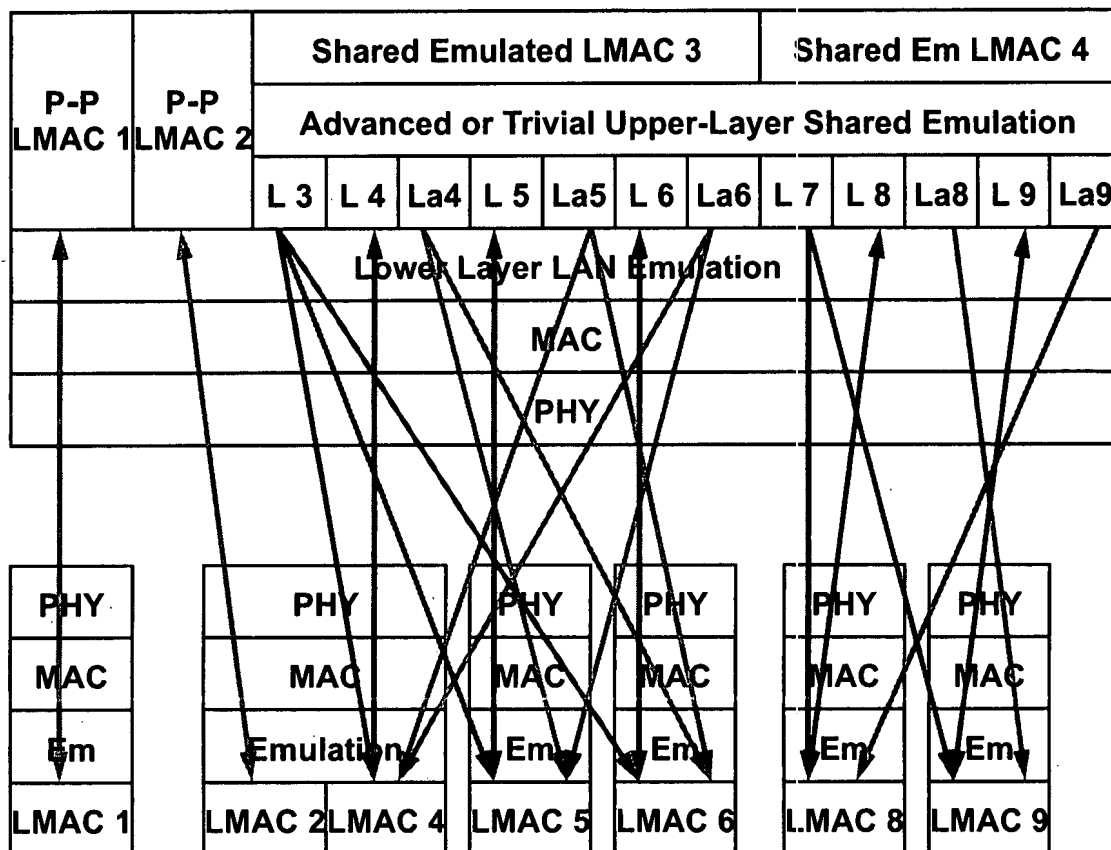 Shared Emulated LMAC 3
Shared Em LMAC 4
P-P
LMAC 1
P-P
LMAC 2
Advanced or Trivial Upper-Layer Shared Emulation
L 3
L 4
La4
L 5
La5
L 6
La6
L 7
L 8
La8
L 9
La9
Lower Layer LAN Emulation
MAC
PHY
PHY
PHY
PHY
PHY
PHY
PHY
MAC
MAC
MAC
MAC
MAC
MAC
Em
Emulation
Em
Em
Em
Em
LMAC 1
LMAC 2
LMAC 4
LMAC 5
LMAC 6
LMAC 8
LMAC 9